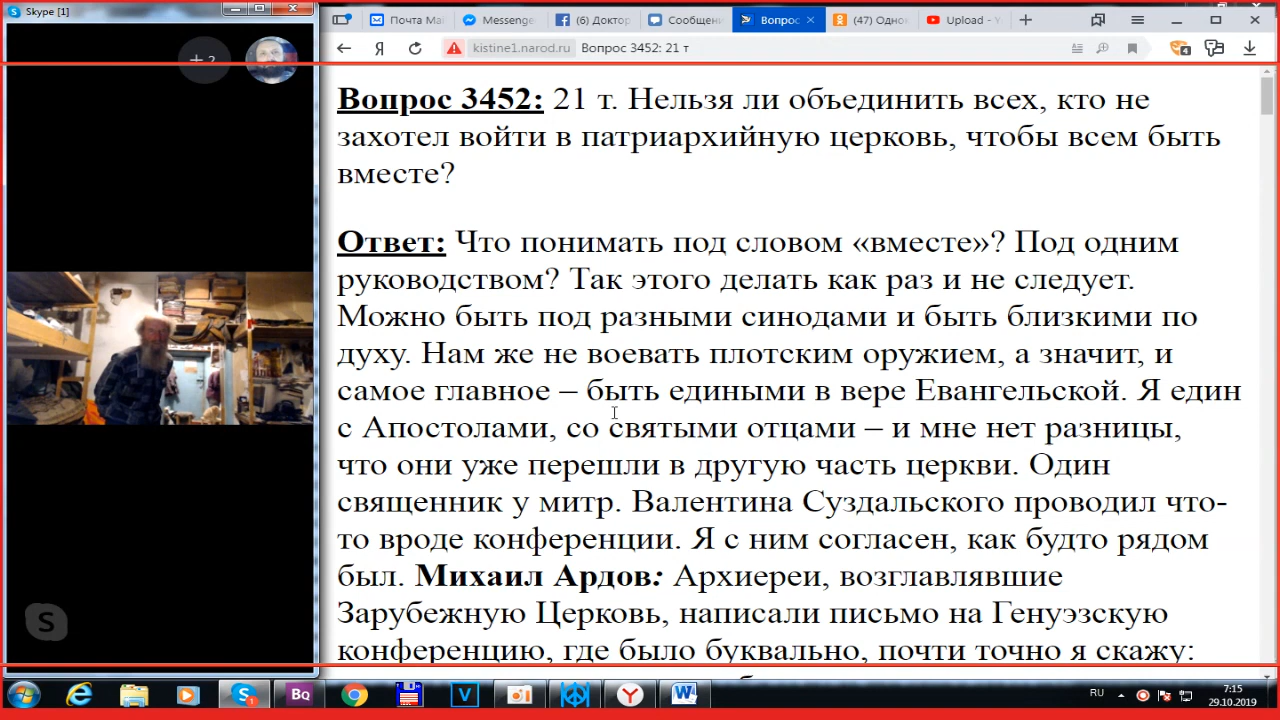 Skype [1]
Почта Mai
Messenge
(6) Доктор
Сообщени
Вопрос
(47) Однок
Upload - Y
Я
kistine1.narod.ru
Вопрос 3452: 21 т
4
+ 2
Вопрос 3452: 21 т. Нельзя ли объединить всех, кто не
захотел войти в патриархийную церковь, чтобы всем быть
вместе?
Ответ: Что понимать под словом «вместе»? Под одним
руководством? Так этого делать как раз и не следует.
Можно быть под разными синодами и быть близкими по
духу. Нам же не воевать плотским оружием, а значит, и
самое главное – быть едиными в вере Евангельской. Я един
с Апостолами, со святыми отцами – и мне нет разницы,
что они уже перешли в другую часть церкви. Один
священник у митр. Валентина Суздальского проводил что-
то вроде конференции. Я с ним согласен, как будто рядом
был. Михаил Ардов: Архиереи, возглавлявшие
Зарубежную Церковь, написали письмо на Генуэзскую
конференцию, где было буквально, почти точно я скажу:
S
S
1
Bq
V
Y
W
RU
7:15
29.10.2019